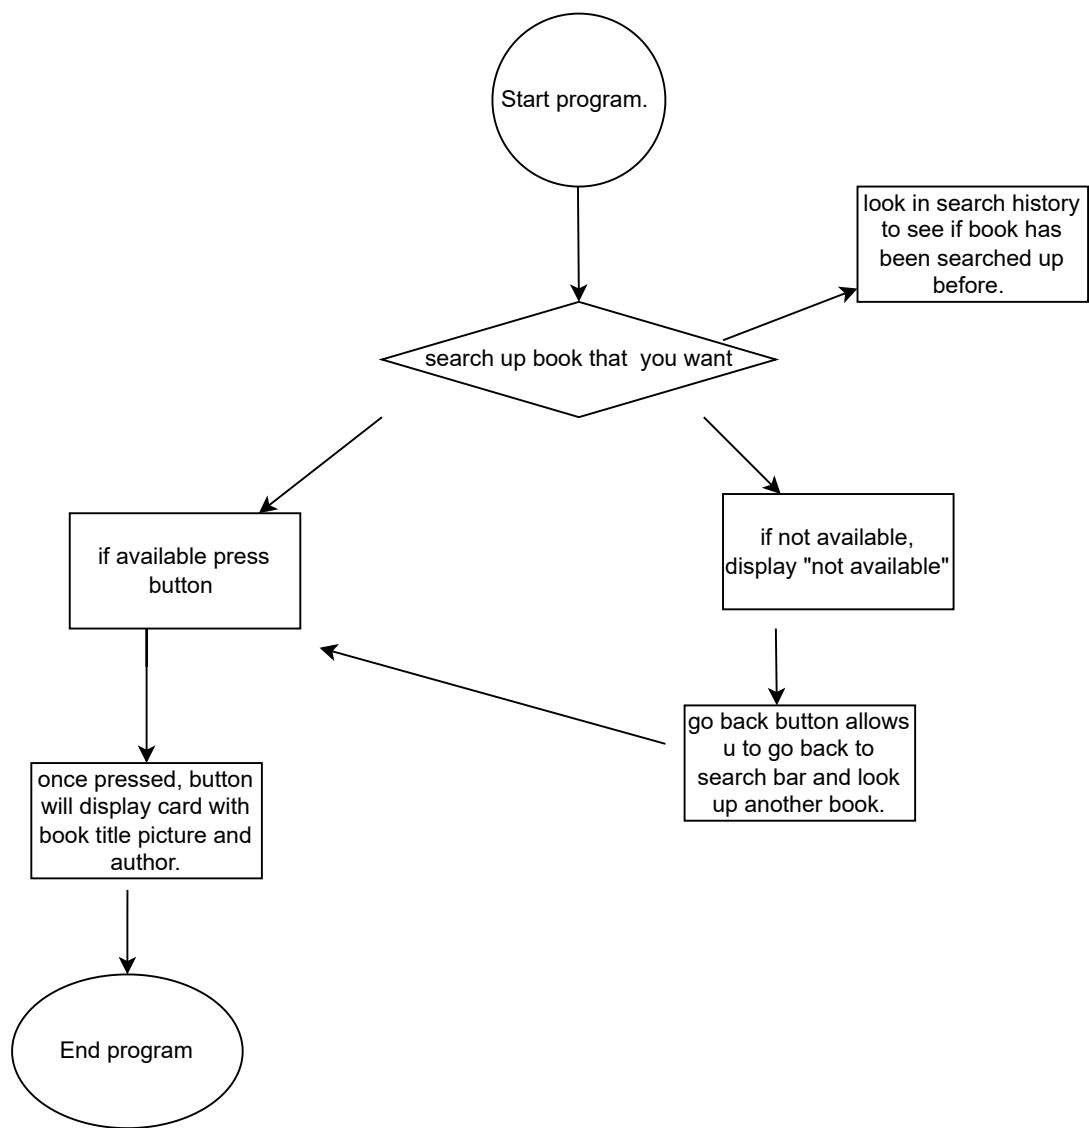 Start program.
look in search history
to see if book has
been searched up
before.
search up book that  you want
if available press
button
if not available,
display "not available"
go back button allows
u to go back to
search bar and look
up another book.
once pressed, button
will display card with
book title picture and
author.
End program